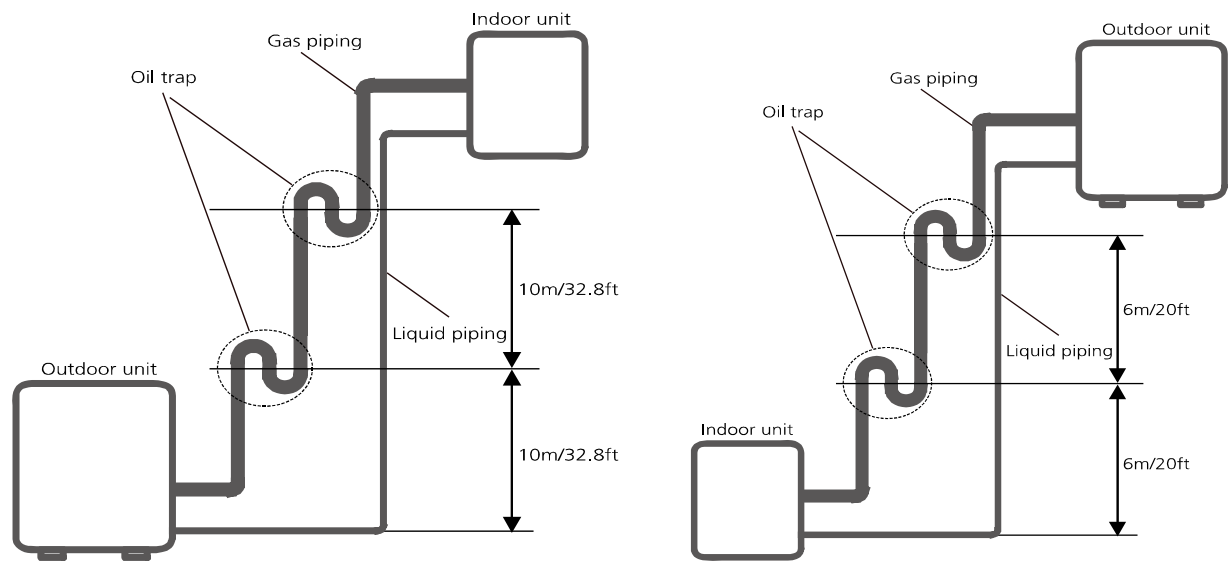 Indoor unit
Gas piping
Oil trap
10m/32.8ft
Liquid piping
Outdoor unit
10m/32.8ft
Outdoor unit
Gas piping
Oil trap
6m/20ft
Liquid piping
Indoor unit
6m/20ft